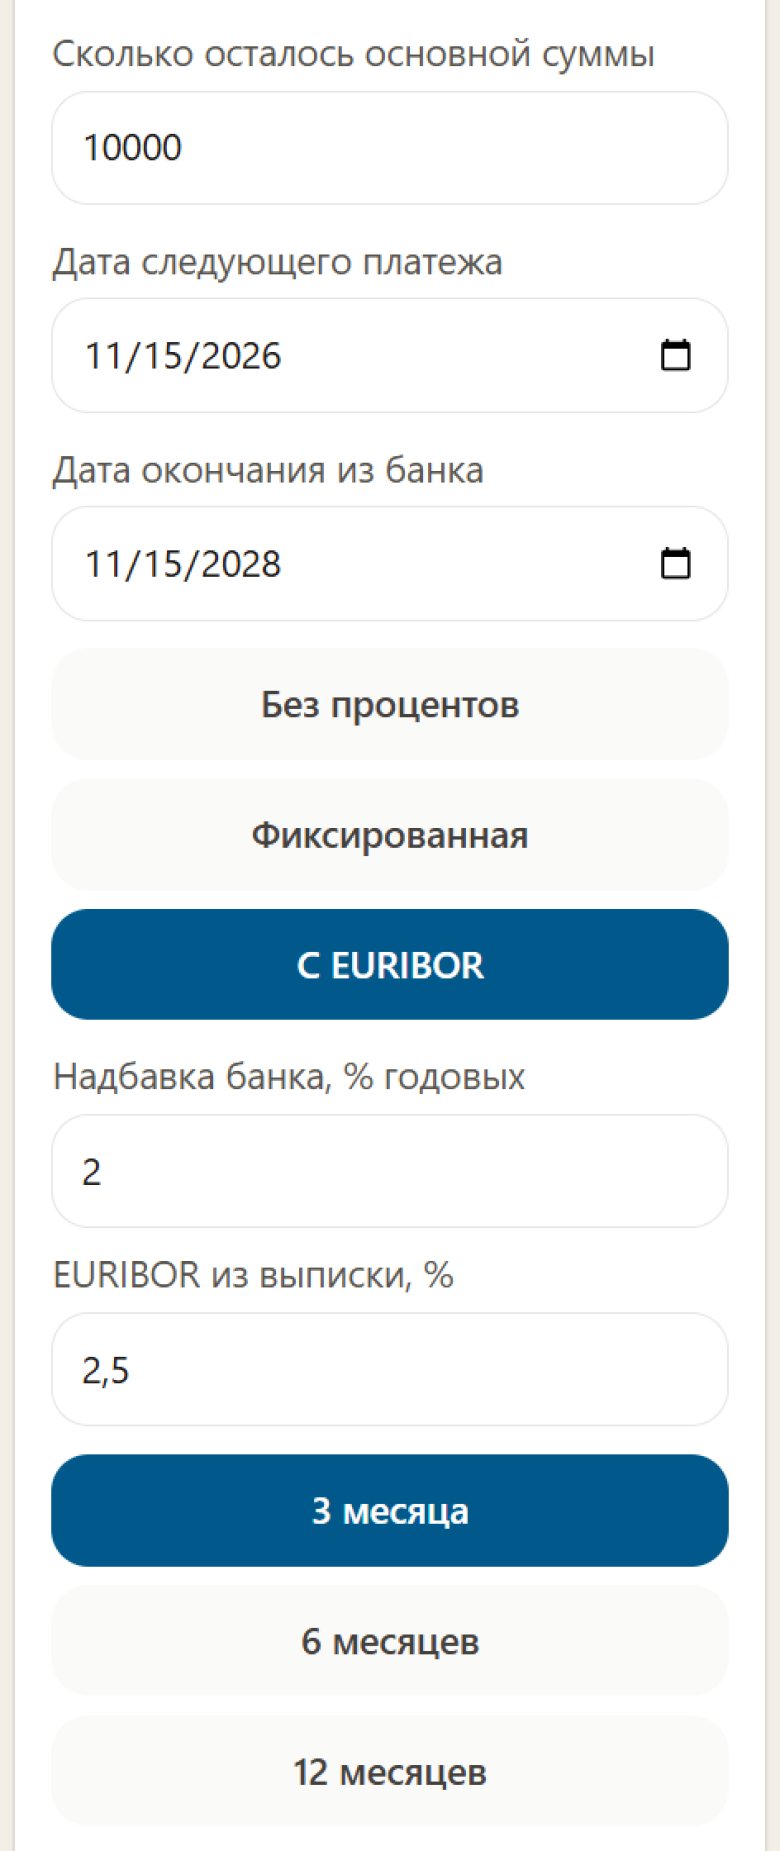 Сколько осталось основной суммы
10000
Дата следующего платежа
11/15/2026
Дата окончания из банка
11/15/2028
Без процентов
Фиксированная
С EURIBOR
Надбавка банка, % годовых
2
EURIBOR из выписки, %
2,5
3 месяца
6 месяцев
12 месяцев